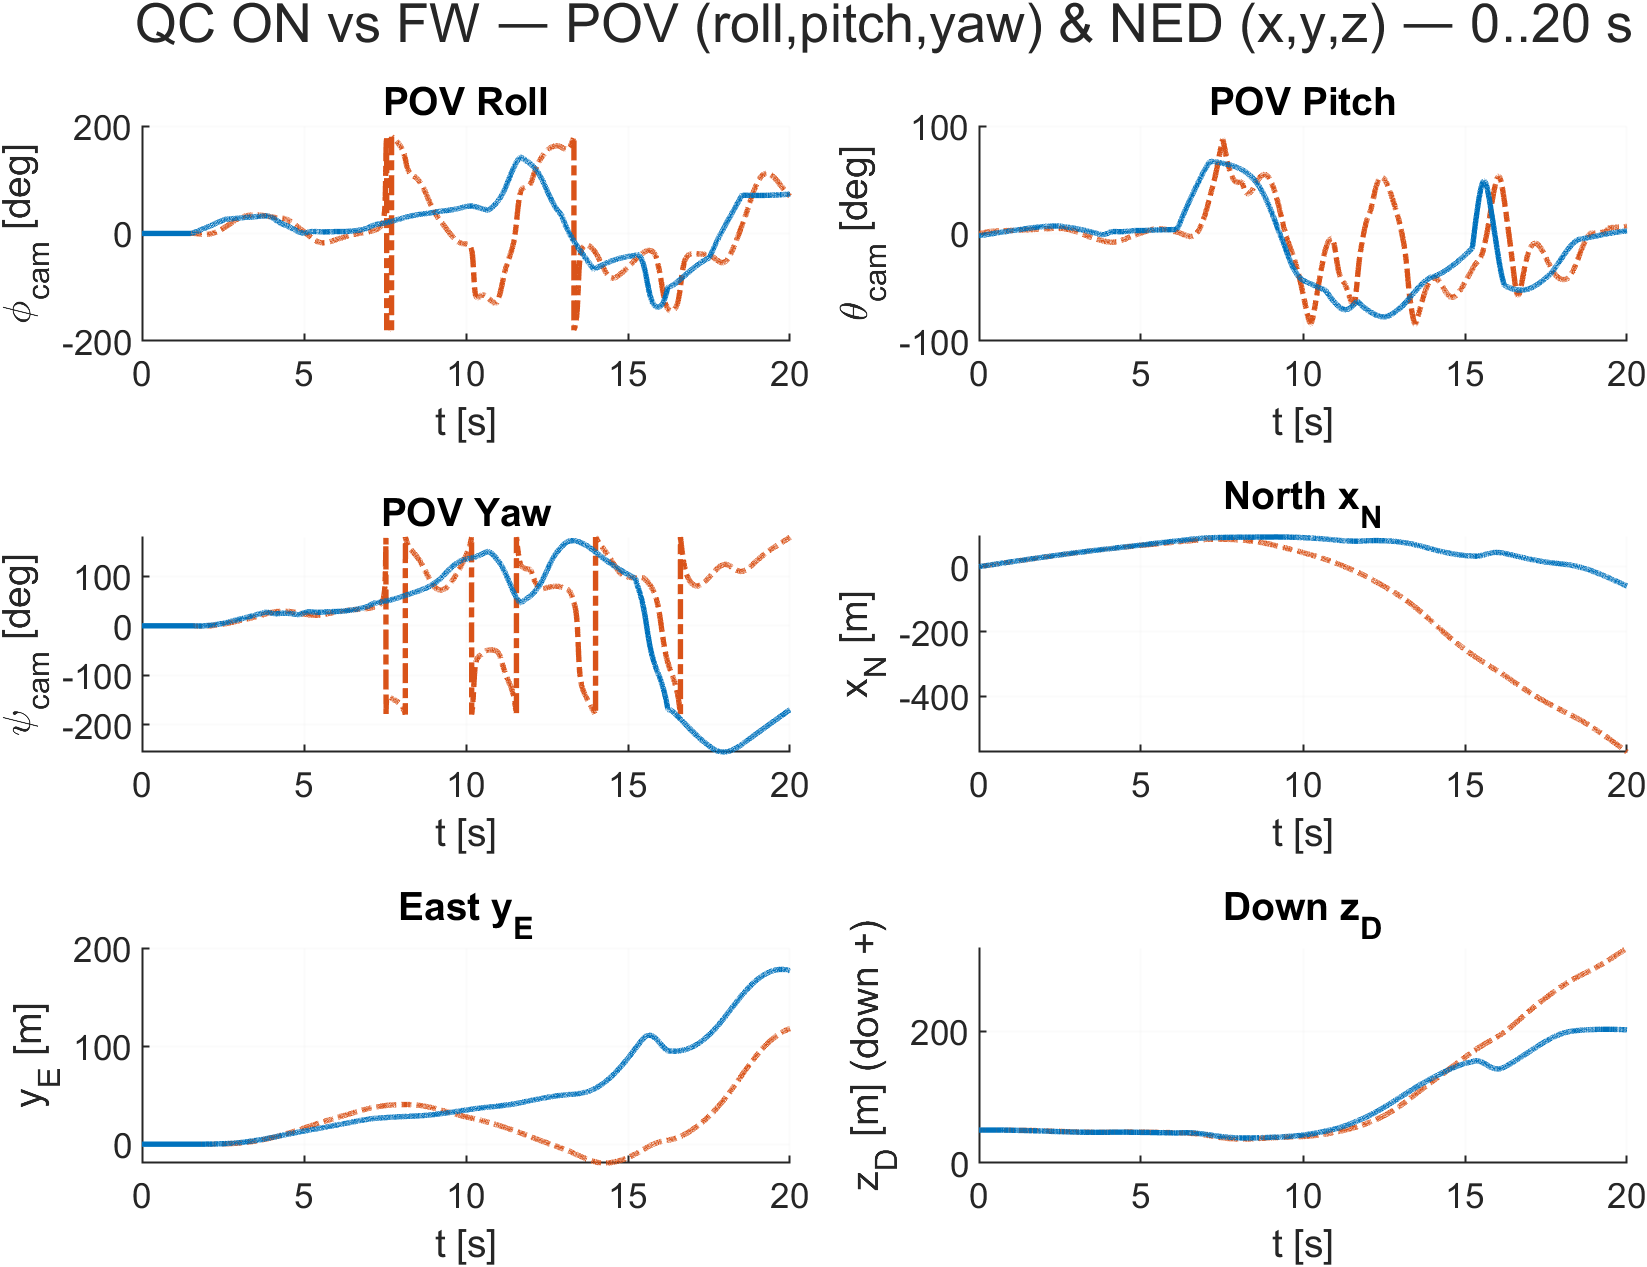 QC ON vs FW — POV (roll,pitch,yaw) & NED (x,y,z) — 0..20 s
POV Roll
ϕcam [deg]
200
0
-200
0 5 10 15 20
t [s]
POV Pitch
θcam [deg]
100
0
-100
0 5 10 15 20
t [s]
POV Yaw
ψcam [deg]
100
0
-100
-200
0 5 10 15 20
t [s]
North xN
xN [m]
0
-200
-400
0 5 10 15 20
t [s]
East yE
yE [m]
200
100
0
0 5 10 15 20
t [s]
Down zD
zD [m] (down +)
200
0
0 5 10 15 20
t [s]